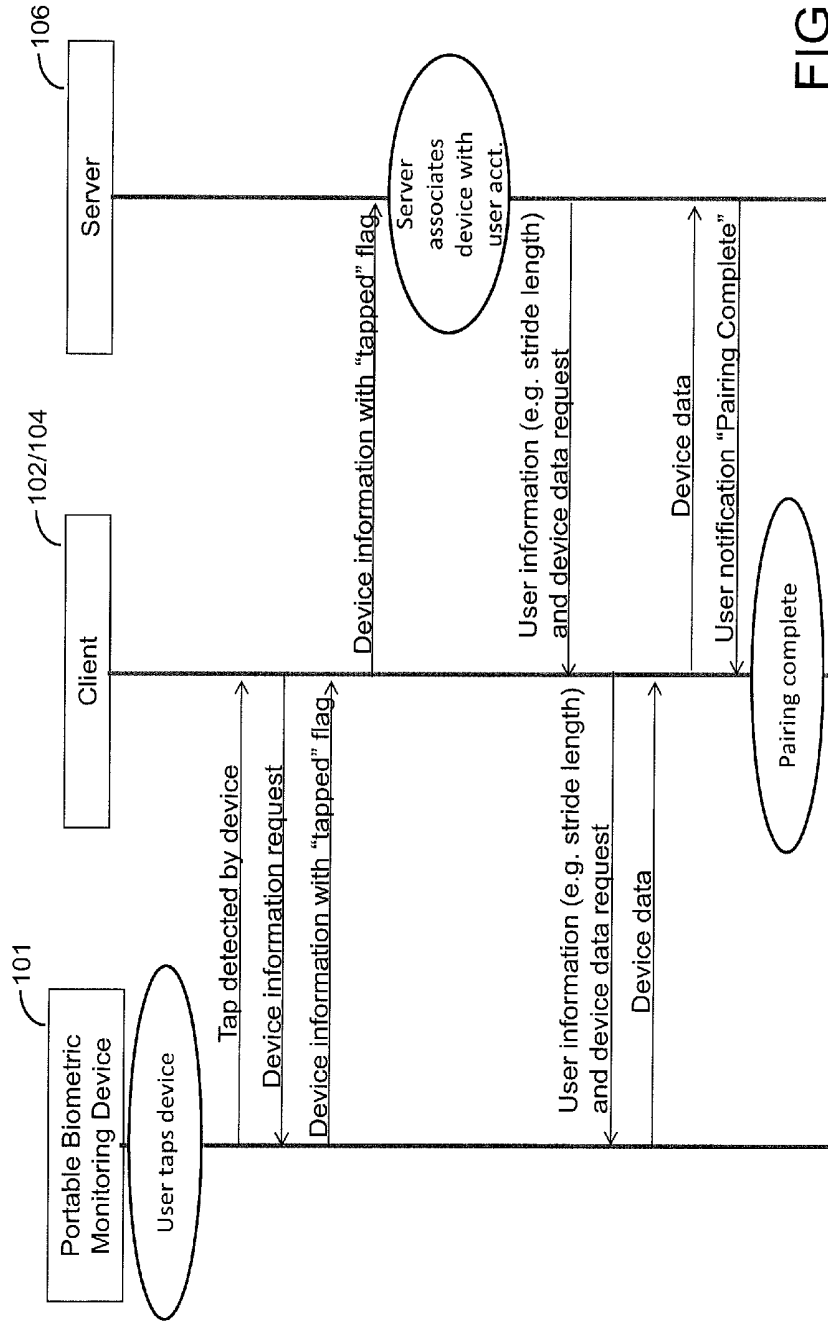 101
Portable Biometric
Monitoring Device
User taps device
102/104
Client
106
Server
Tap detected by device
Device information request
Device information with "tapped" flag
Device information with "tapped" flag
Server
associates
device with
user acct.
User information (e.g. stride length)
and device data request
User information (e.g. stride length)
and device data request
Device data
Device data
User notification "Pairing Complete"
Pairing complete
FIG